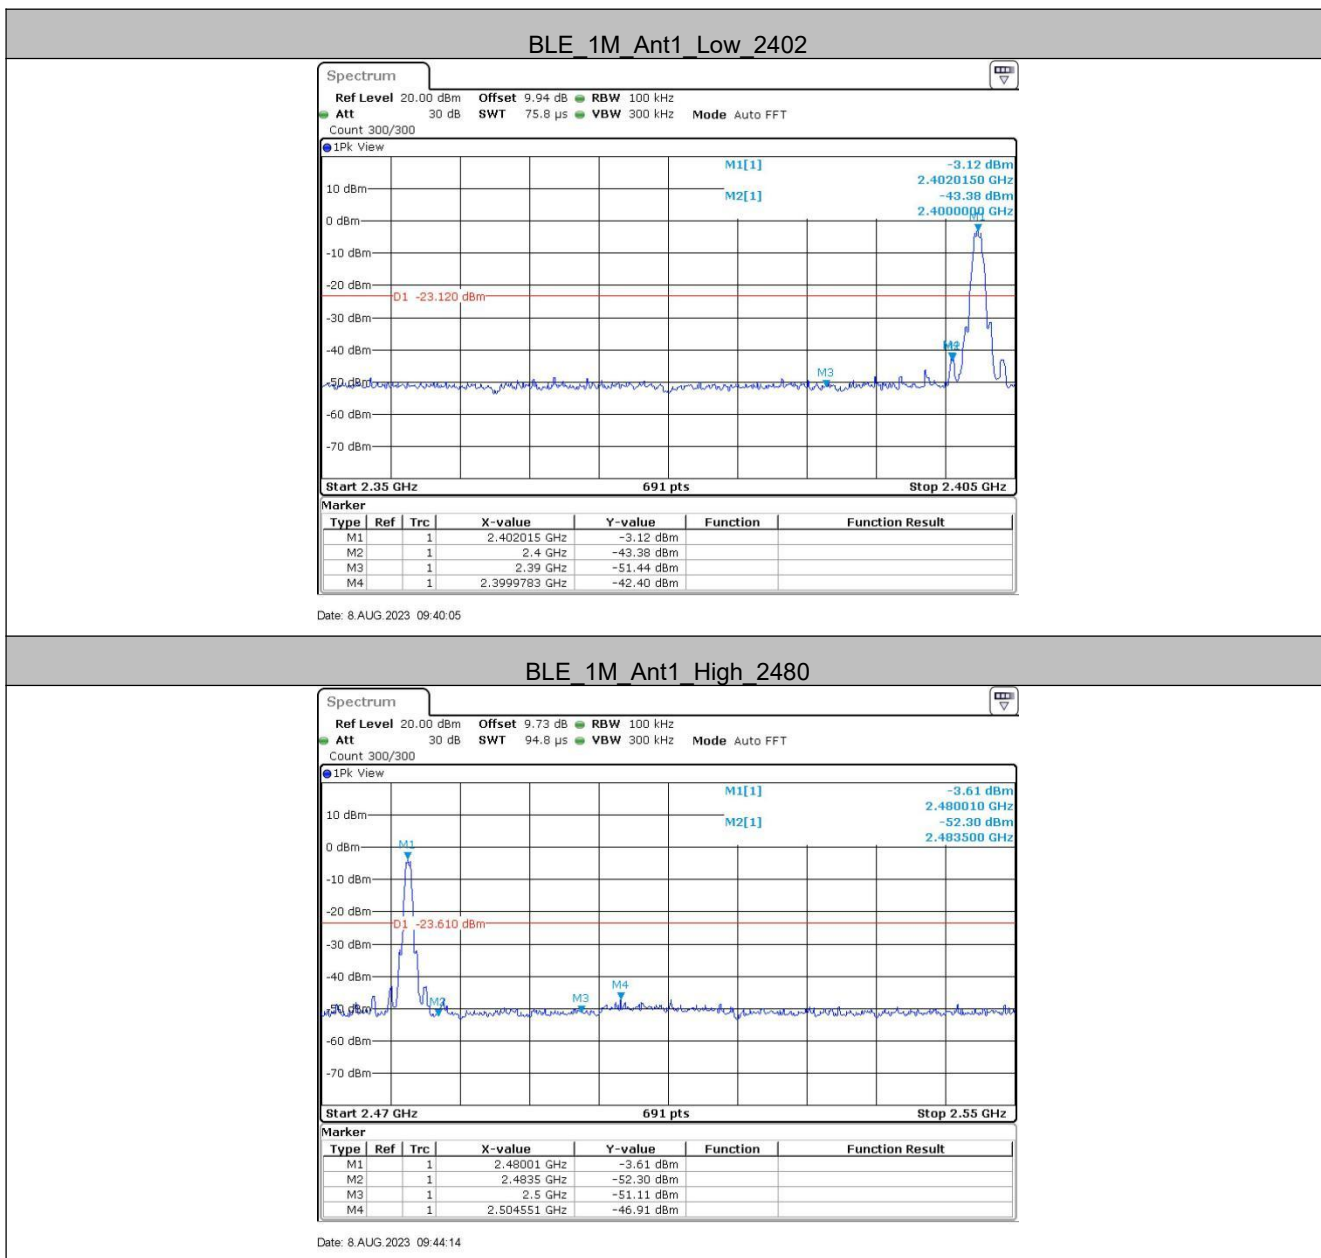 BLE_1M_Ant1_Low_2402
Spectrum
Ref Level 20.00 dBm Offset 9.94 dB RBW 100 kHz
Att 30 dB SWT 75.8 µs VBW 300 kHz Mode Auto FFT
Count 300/300
1Pk View
M1[1] -3.12 dBm
2.4020150 GHz
10 dBm
M2[1] -43.38 dBm
2.4000000 GHz
0 dBm
M1
-10 dBm
-20 dBm
D1 -23.120 dBm
-30 dBm
-40 dBm
M3
-50 dBm
-60 dBm
-70 dBm
Start 2.35 GHz 691 pts Stop 2.405 GHz
Marker
Type Ref Trc X-value Y-value Function Function Result
M1 1 2.402015 GHz -3.12 dBm
M2 1 2.4 GHz -43.38 dBm
M3 1 2.39 GHz -51.44 dBm
M4 1 2.3999783 GHz -42.40 dBm
Date: 8.AUG.2023 09:40:05
BLE_1M_Ant1_High_2480
Spectrum
Ref Level 20.00 dBm Offset 9.73 dB RBW 100 kHz
Att 30 dB SWT 94.8 µs VBW 300 kHz Mode Auto FFT
Count 300/300
1Pk View
M1[1] -3.61 dBm
2.480010 GHz
10 dBm
M2[1] -52.30 dBm
2.483500 GHz
0 dBm
M1
-10 dBm
-20 dBm
D1 -23.610 dBm
-30 dBm
-40 dBm
M4
M2 M3
-50 dBm
-60 dBm
-70 dBm
Start 2.47 GHz 691 pts Stop 2.55 GHz
Marker
Type Ref Trc X-value Y-value Function Function Result
M1 1 2.48001 GHz -3.61 dBm
M2 1 2.4835 GHz -52.30 dBm
M3 1 2.5 GHz -51.11 dBm
M4 1 2.504551 GHz -46.91 dBm
Date: 8.AUG.2023 09:44:14